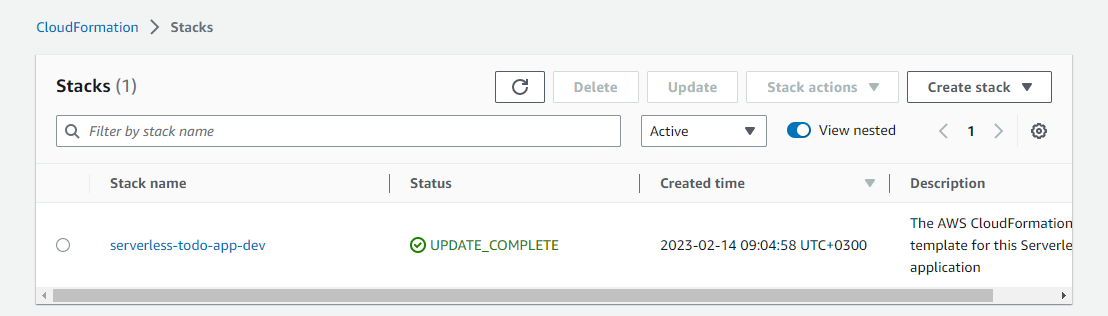 CloudFormation > Stacks
Stacks (1)
Delete
Update
Stack actions
Create stack
Filter by stack name
Active
View nested
1
Stack name
Status
Created time
Description
serverless-todo-app-dev
UPDATE_COMPLETE
2023-02-14 09:04:58 UTC+0300
The AWS CloudFormation
template for this Serverle
application